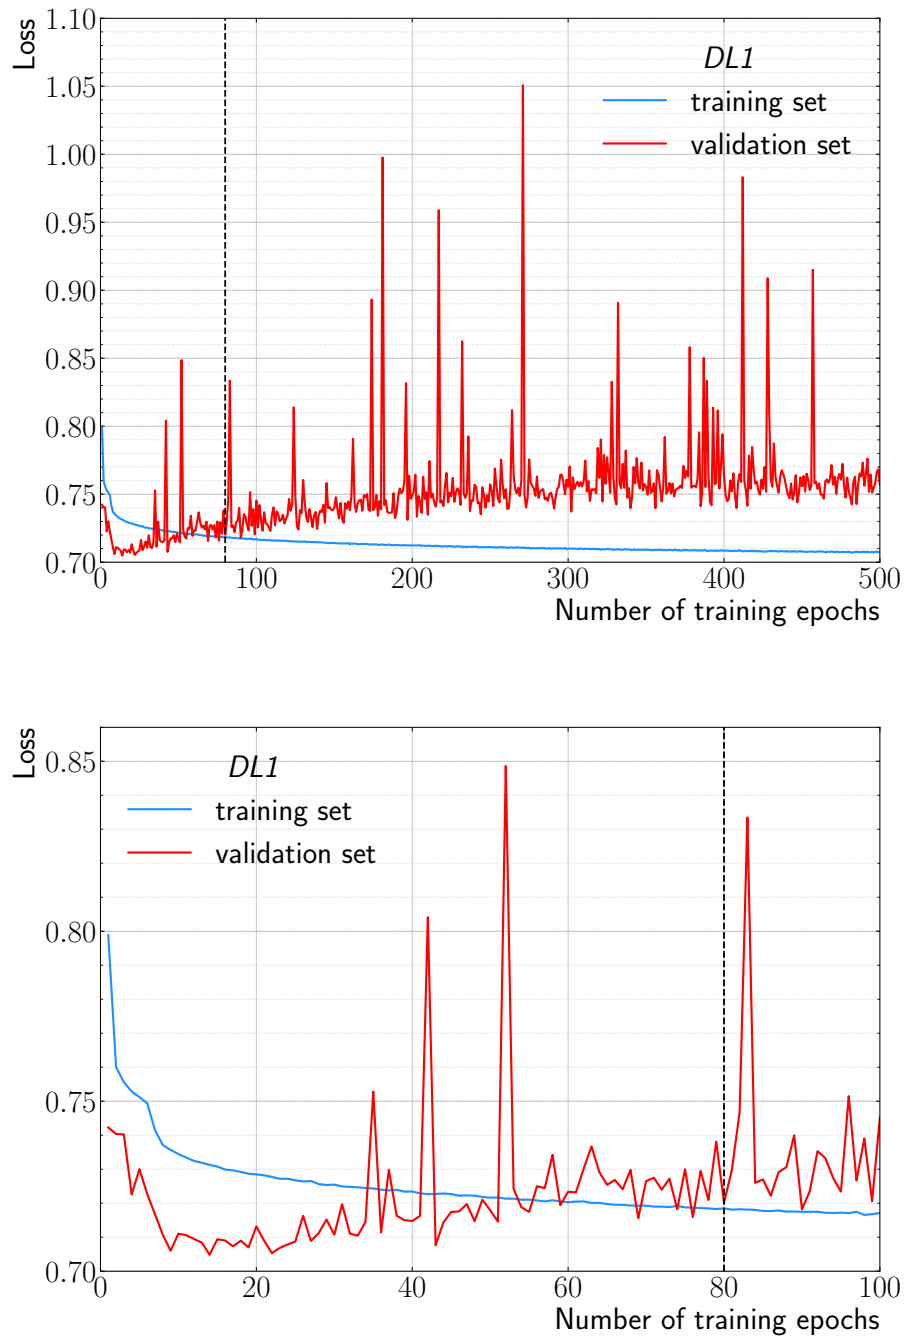 Loss
1.10
1.05
1.00
0.95
0.90
0.85
0.80
0.75
0.70
DL1
training set
validation set
0 100 200 300 400 500
Number of training epochs
Loss
0.85
0.80
0.75
0.70
DL1
training set
validation set
0 20 40 60 80 100
Number of training epochs